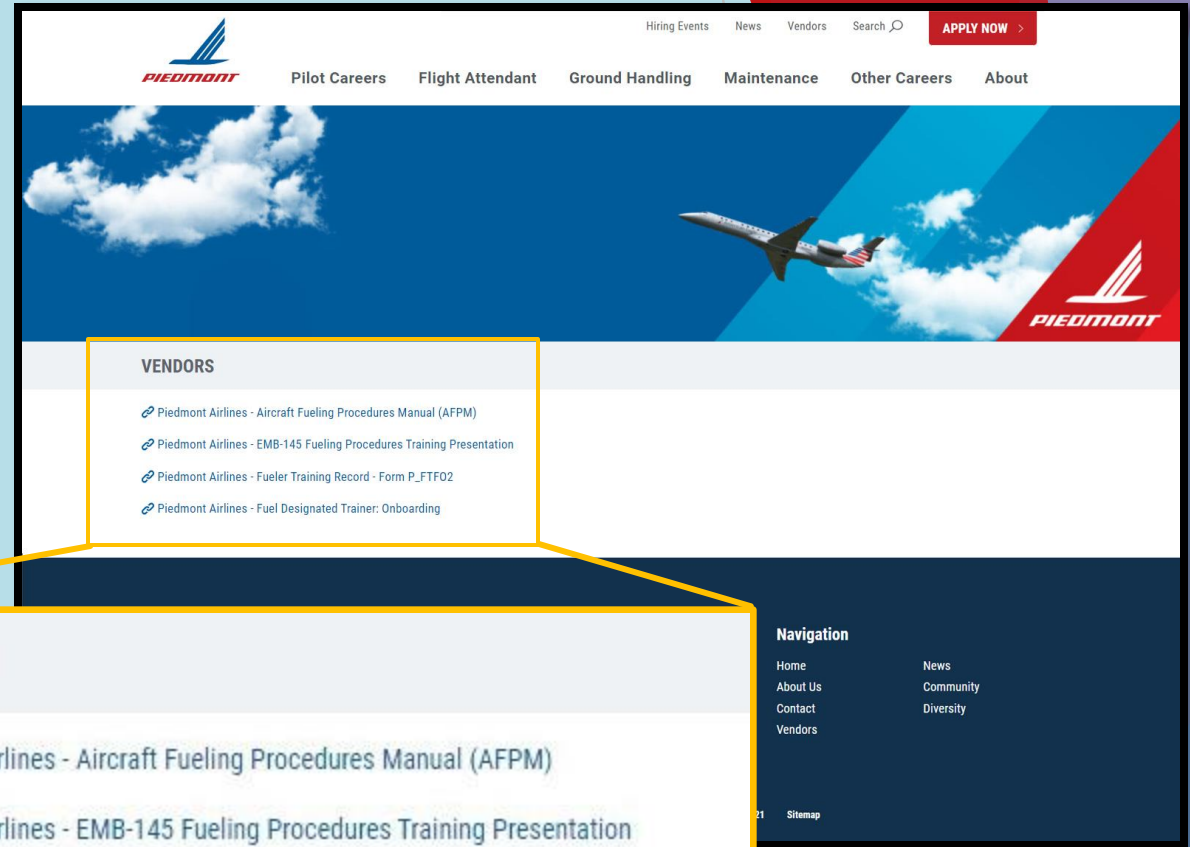 Hiring Events News Vendors Search APPLY NOW >
PIEDMONT
Pilot Careers Flight Attendant Ground Handling Maintenance Other Careers About
PIEDMONT
VENDORS
Piedmont Airlines - Aircraft Fueling Procedures Manual (AFPM)
Piedmont Airlines - EMB-145 Fueling Procedures Training Presentation
Piedmont Airlines - Fueler Training Record - Form P_FTFO2
Piedmont Airlines - Fuel Designated Trainer: Onboarding
Navigation
Home News
About Us Community
Contact Diversity
Vendors
21 Sitemap
rlines - Aircraft Fueling Procedures Manual (AFPM)
rlines - EMB-145 Fueling Procedures Training Presentation